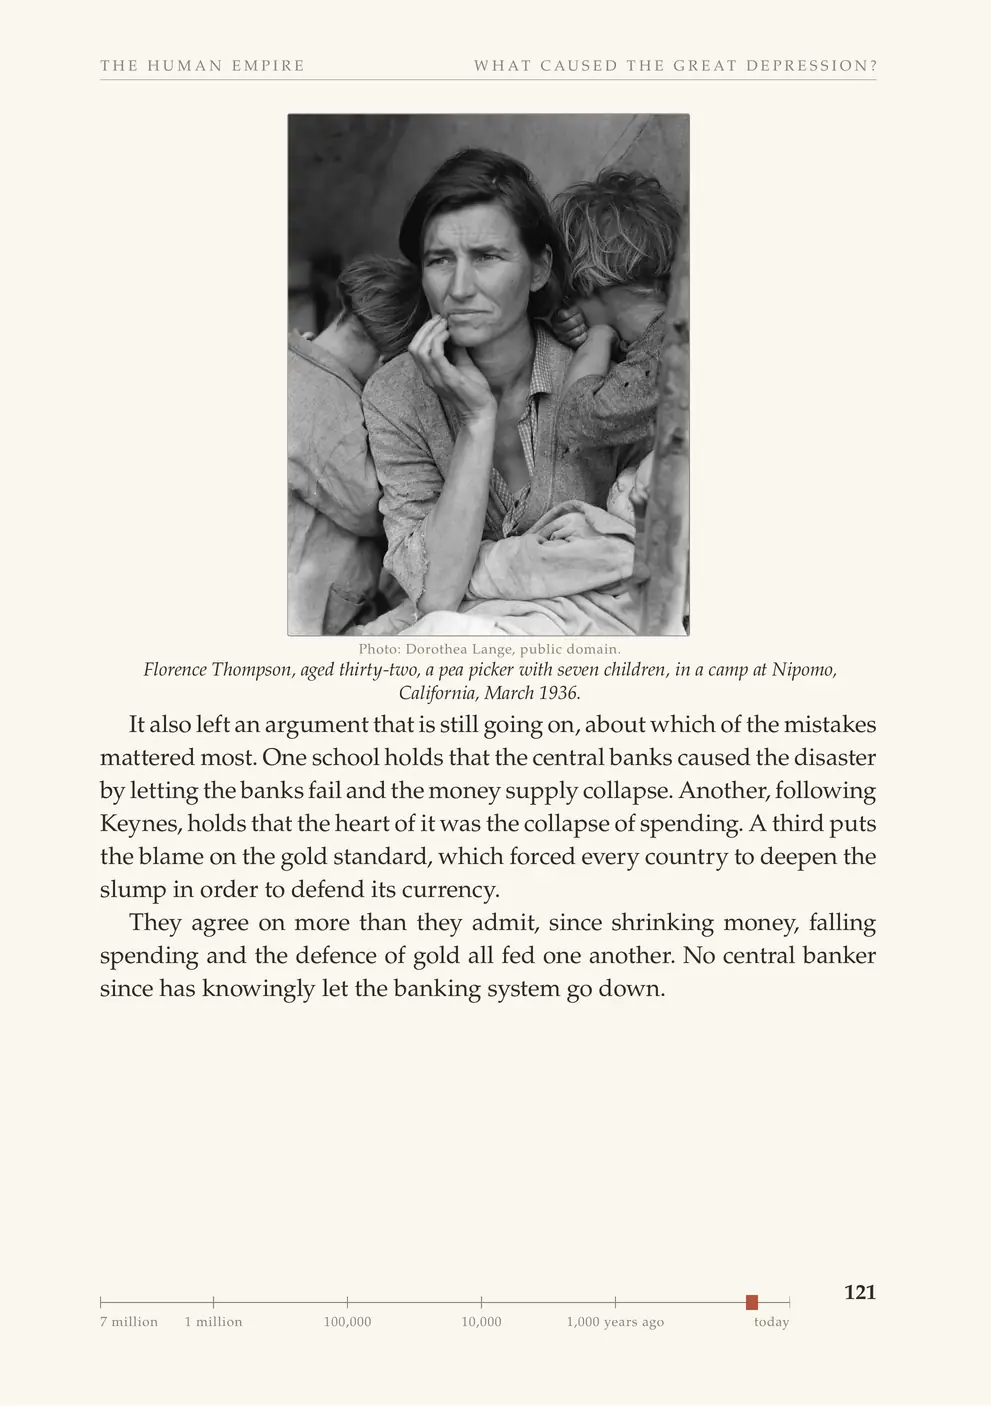 THE HUMAN EMPIRE
WHAT CAUSED THE GREAT DEPRESSION?
Photo: Dorothea Lange, public domain.
Florence Thompson, aged thirty-two, a pea picker with seven children, in a camp at Nipomo,
California, March 1936.
It also left an argument that is still going on, about which of the mistakes
mattered most. One school holds that the central banks caused the disaster
by letting the banks fail and the money supply collapse. Another, following
Keynes, holds that the heart of it was the collapse of spending. A third puts
the blame on the gold standard, which forced every country to deepen the
slump in order to defend its currency.
They agree on more than they admit, since shrinking money, falling
spending and the defence of gold all fed one another. No central banker
since has knowingly let the banking system go down.
121
7 million
1 million
100,000
10,000
1,000 years ago
today